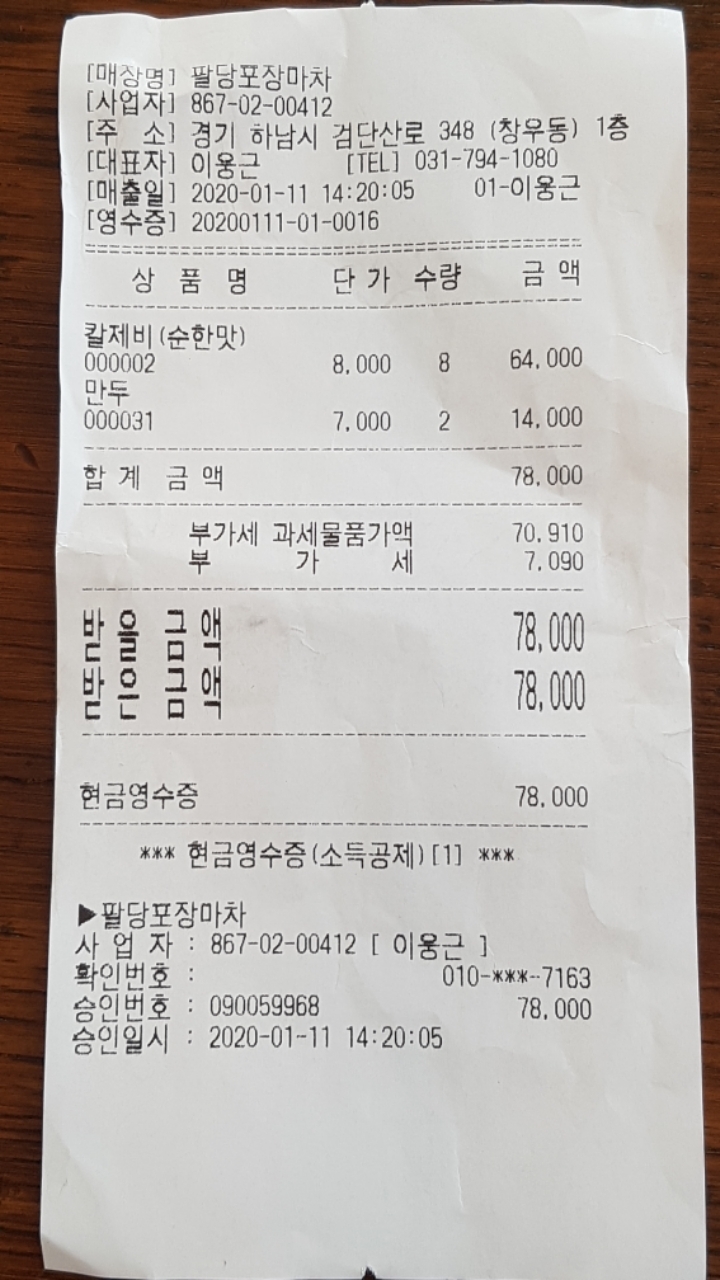 [매장명] 팔당포장마차
[사업자] 867-02-00412
[주 소] 경기 하남시 검단산로 348 (창우동) 1층
[대표자] 이웅근 [TEL] 031-794-1080
[매출일] 2020-01-11 14:20:05 01-이웅근
[영수증] 20200111-01-0016
상 품 명 단 가 수량 금 액
칼제비(순한맛)
000002 8,000 8 64,000
만두
000031 7,000 2 14,000
합 계 금 액 78,000
부가세 과세물품가액 70,910
부 가 세 7,090
받 을 금 액 78,000
받 은 금 액 78,000
현금영수증 78,000
*** 현금영수증(소득공제)[1] ***
▶팔당포장마차
사 업 자 : 867-02-00412 [ 이웅근 ]
확인번호 : 010-***-7163
승인번호 : 090059968 78,000
승인일시 : 2020-01-11 14:20:05